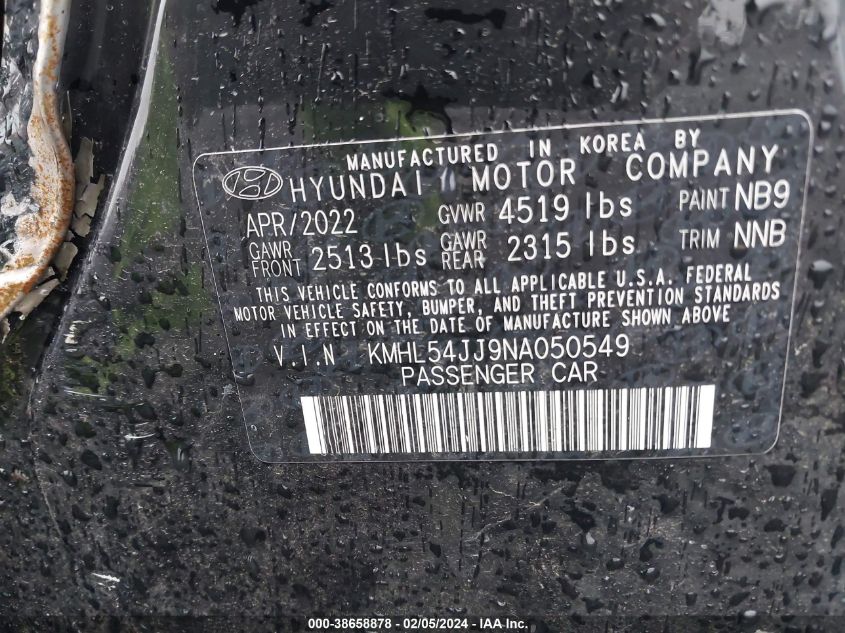 MANUFACTURED IN KOREA BY
HYUNDAI MOTOR COMPANY
APR/2022 GVWR 4519 lbs PAINT NB9
GAWR FRONT 2513 lbs GAWR REAR 2315 lbs TRIM NNB
THIS VEHICLE CONFORMS TO ALL APPLICABLE U.S.A. FEDERAL
MOTOR VEHICLE SAFETY, BUMPER, AND THEFT PREVENTION STANDARDS
IN EFFECT ON THE DATE OF MANUFACTURE SHOWN ABOVE
V.I.N KMHL54JJ9NA050549
PASSENGER CAR
000-38658878 - 02/05/2024 - IAA Inc.